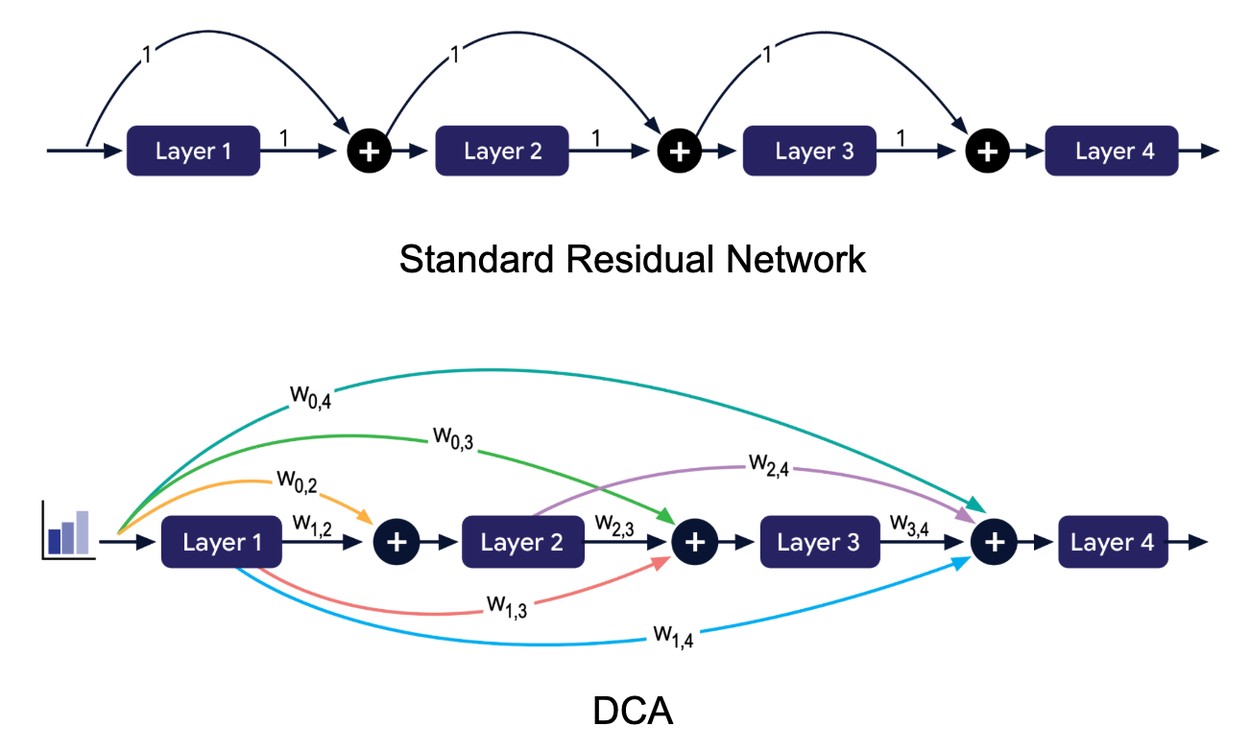 1
1
1
Layer 1
1
+
Layer 2
1
+
Layer 3
1
+
Layer 4
Standard Residual Network
w0,4
w0,3
w0,2
w2,4
Layer 1
w1,2
+
Layer 2
w2,3
+
Layer 3
w3,4
+
Layer 4
w1,3
w1,4
DCA